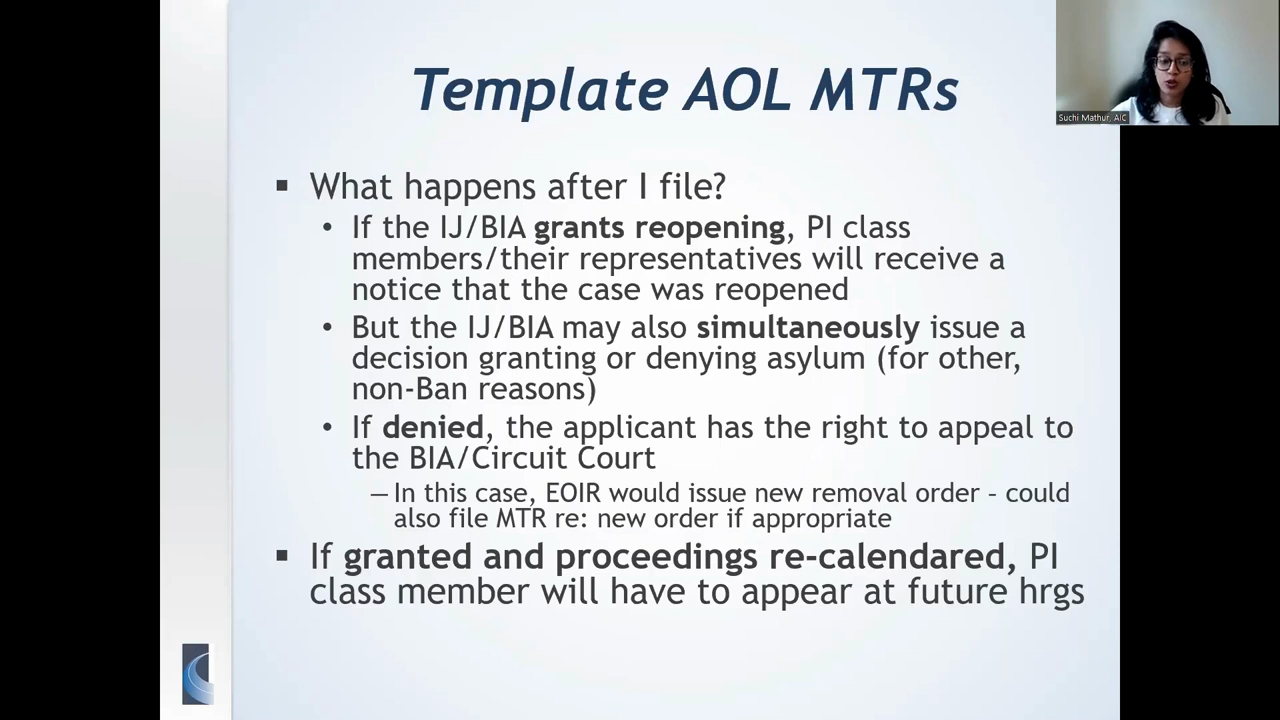 Template AOL MTRs
Suchi Mathur, AIC
▪ What happens after I file?
• If the IJ/BIA grants reopening, PI class
members/their representatives will receive a
notice that the case was reopened
• But the IJ/BIA may also simultaneously issue a
decision granting or denying asylum (for other,
non-Ban reasons)
• If denied, the applicant has the right to appeal to
the BIA/Circuit Court
— In this case, EOIR would issue new removal order – could
also file MTR re: new order if appropriate
▪ If granted and proceedings re-calendared, PI
class member will have to appear at future hrgs